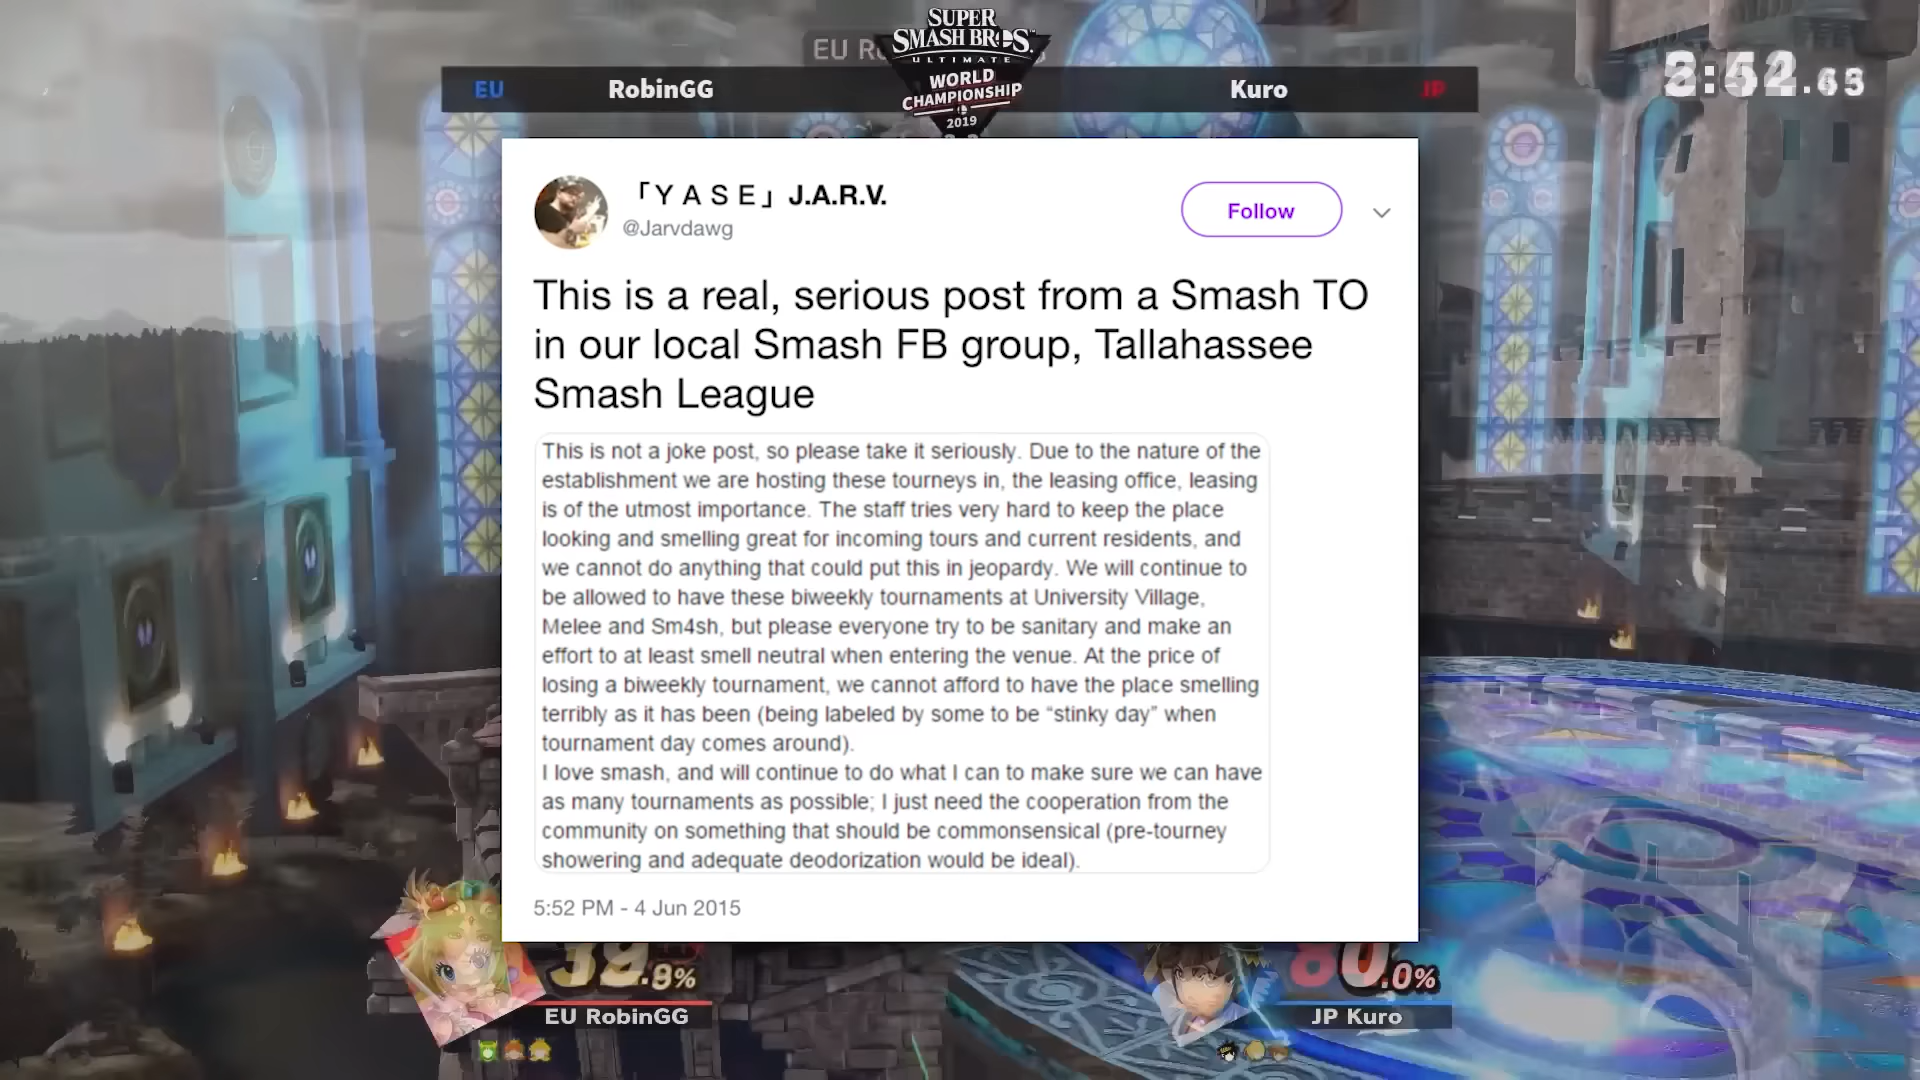 SUPER
SMASH BROS.
ULTIMATE
WORLD
CHAMPIONSHIP
2019
EU RobinGG
Kuro JP
「ＹＡＳＥ」J.A.R.V.
@Jarvdawg
Follow
This is a real, serious post from a Smash TO
in our local Smash FB group, Tallahassee
Smash League
This is not a joke post, so please take it seriously. Due to the nature of the
establishment we are hosting these tourneys in, the leasing office, leasing
is of the utmost importance. The staff tries very hard to keep the place
looking and smelling great for incoming tours and current residents, and
we cannot do anything that could put this in jeopardy. We will continue to
be allowed to have these biweekly tournaments at University Village,
Melee and Sm4sh, but please everyone try to be sanitary and make an
effort to at least smell neutral when entering the venue. At the price of
losing a biweekly tournament, we cannot afford to have the place smelling
terribly as it has been (being labeled by some to be “stinky day” when
tournament day comes around).
I love smash, and will continue to do what I can to make sure we can have
as many tournaments as possible; I just need the cooperation from the
community on something that should be commonsensical (pre-tourney
showering and adequate deodorization would be ideal).
5:52 PM - 4 Jun 2015
80.0%
EU RobinGG
JP Kuro